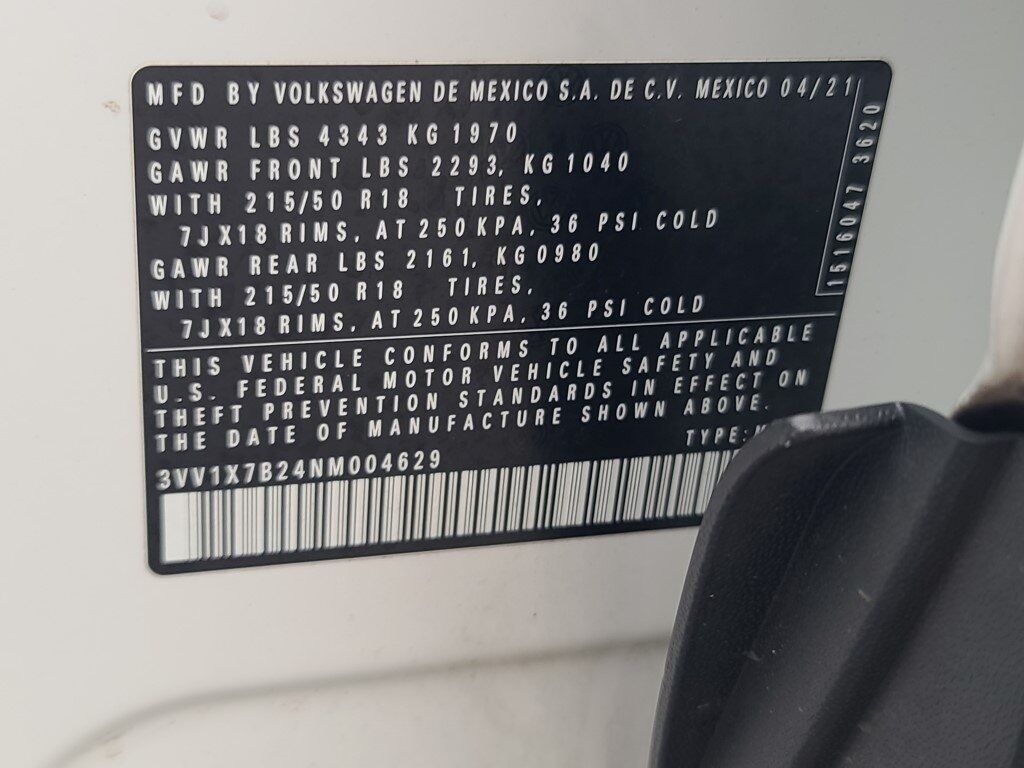 MFD BY VOLKSWAGEN DE MEXICO S.A. DE C.V. MEXICO 04/21
GVWR LBS 4343 KG 1970
GAWR FRONT LBS 2293, KG 1040
WITH 215/50 R18 TIRES,
7JX18 RIMS, AT 250 KPA, 36 PSI COLD
GAWR REAR LBS 2161, KG 0980
WITH 215/50 R18 TIRES,
7JX18 RIMS, AT 250 KPA, 36 PSI COLD
1516047 3620
THIS VEHICLE CONFORMS TO ALL APPLICABLE
U.S. FEDERAL MOTOR VEHICLE SAFETY AND
THEFT PREVENTION STANDARDS IN EFFECT ON
THE DATE OF MANUFACTURE SHOWN ABOVE.
TYPE:
3VV1X7B24NM004629